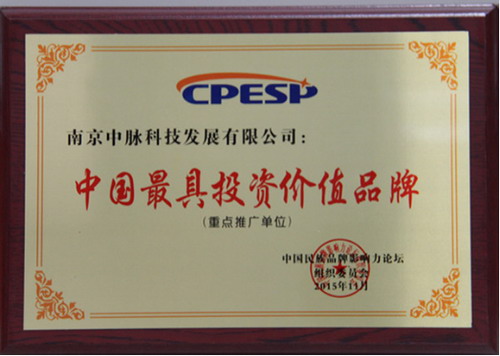 CPESP
南京中脉科技发展有限公司：
中国最具投资价值品牌
（重点推广单位）
中国民族品牌影响力论坛
组织委员会
2015年11月